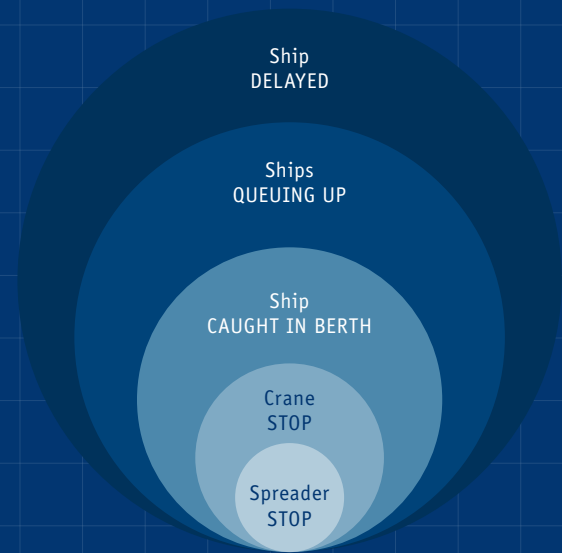 Ship
DELAYED
Ships
QUEUING UP
Ship
CAUGHT IN BERTH
Crane
STOP
Spreader
STOP